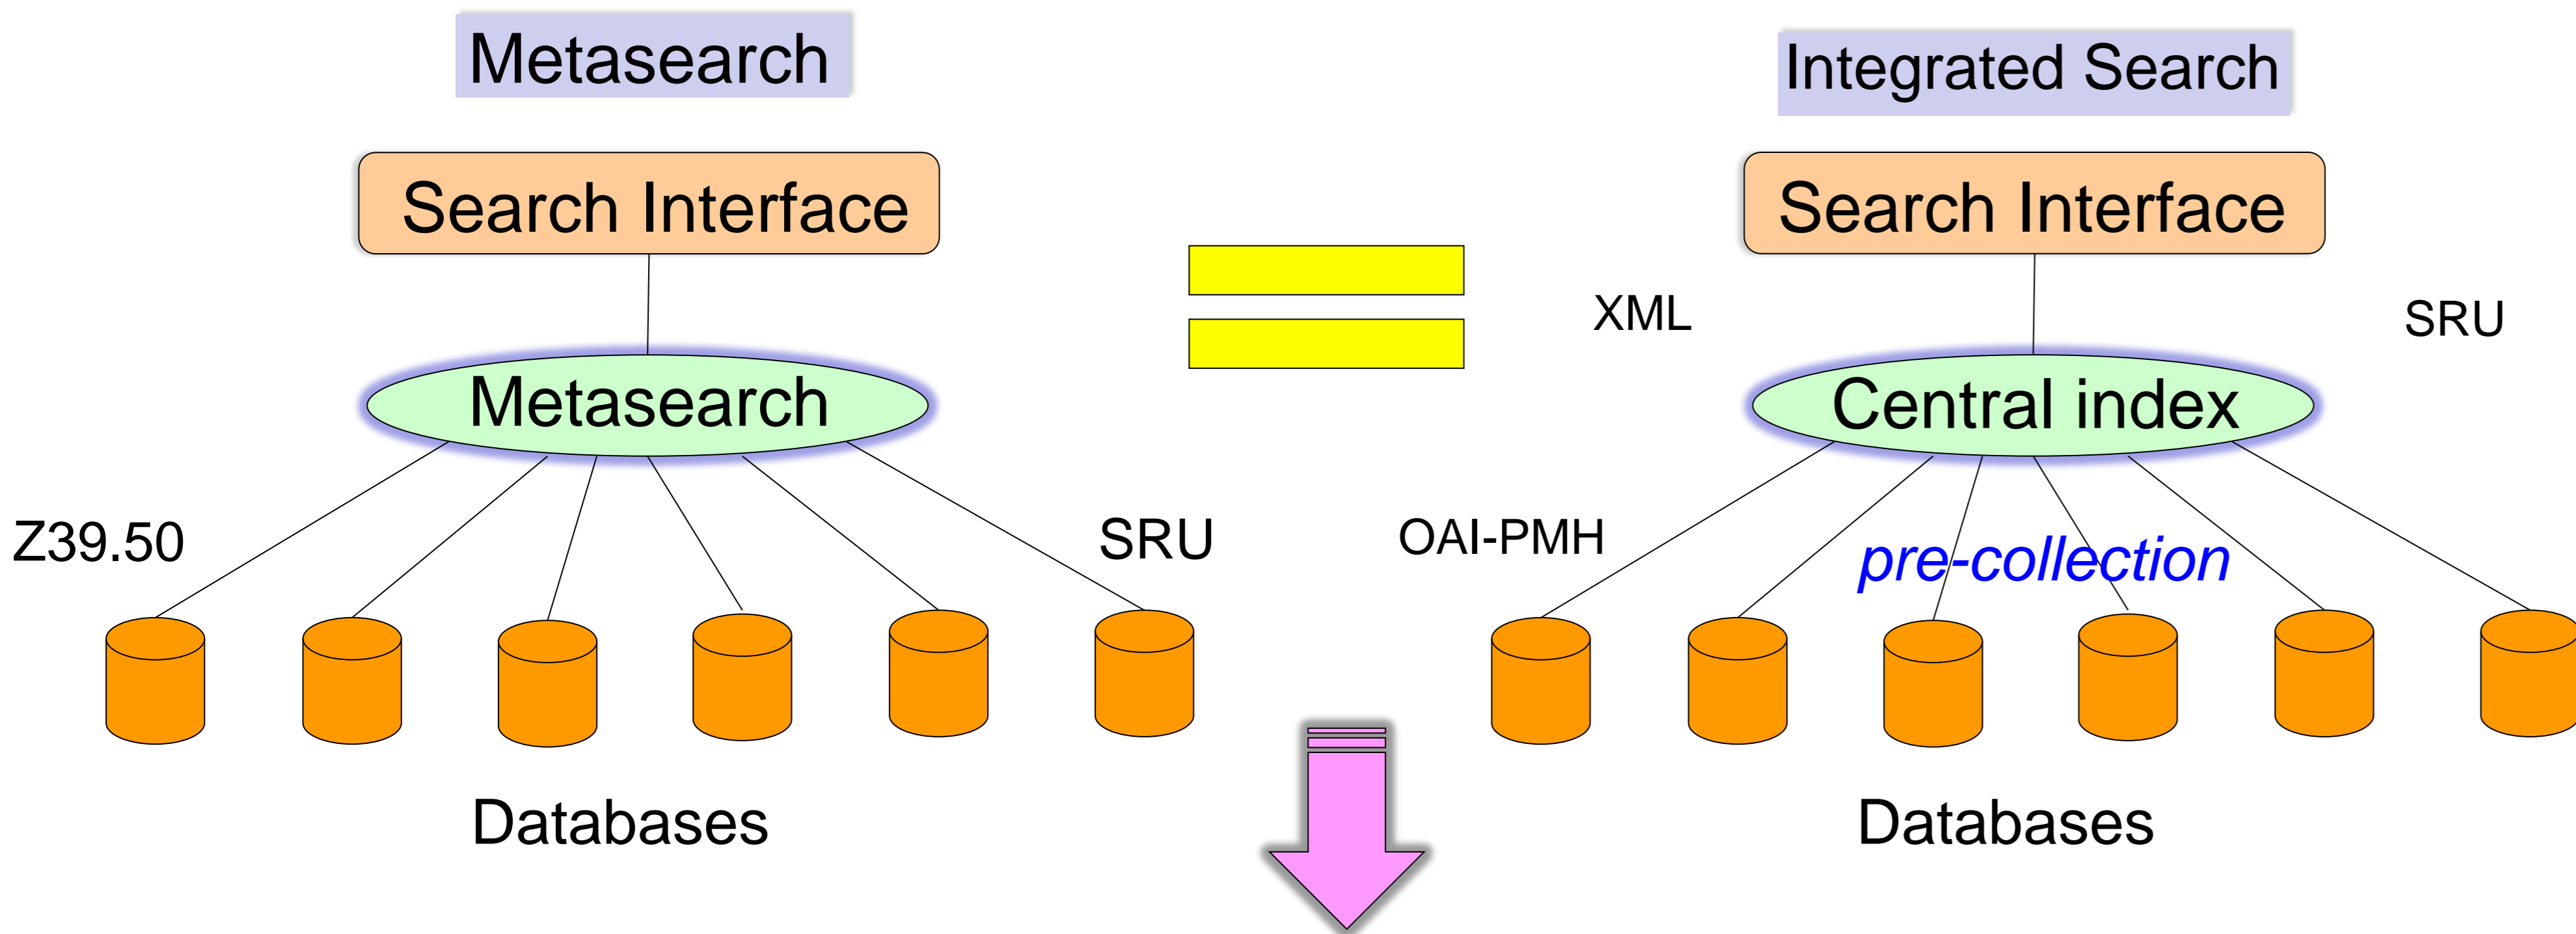 Metasearch
Search Interface
Metasearch
Z39.50
SRU
Databases
Integrated Search
Search Interface
XML
SRU
Central index
OAI-PMH
pre-collection
Databases